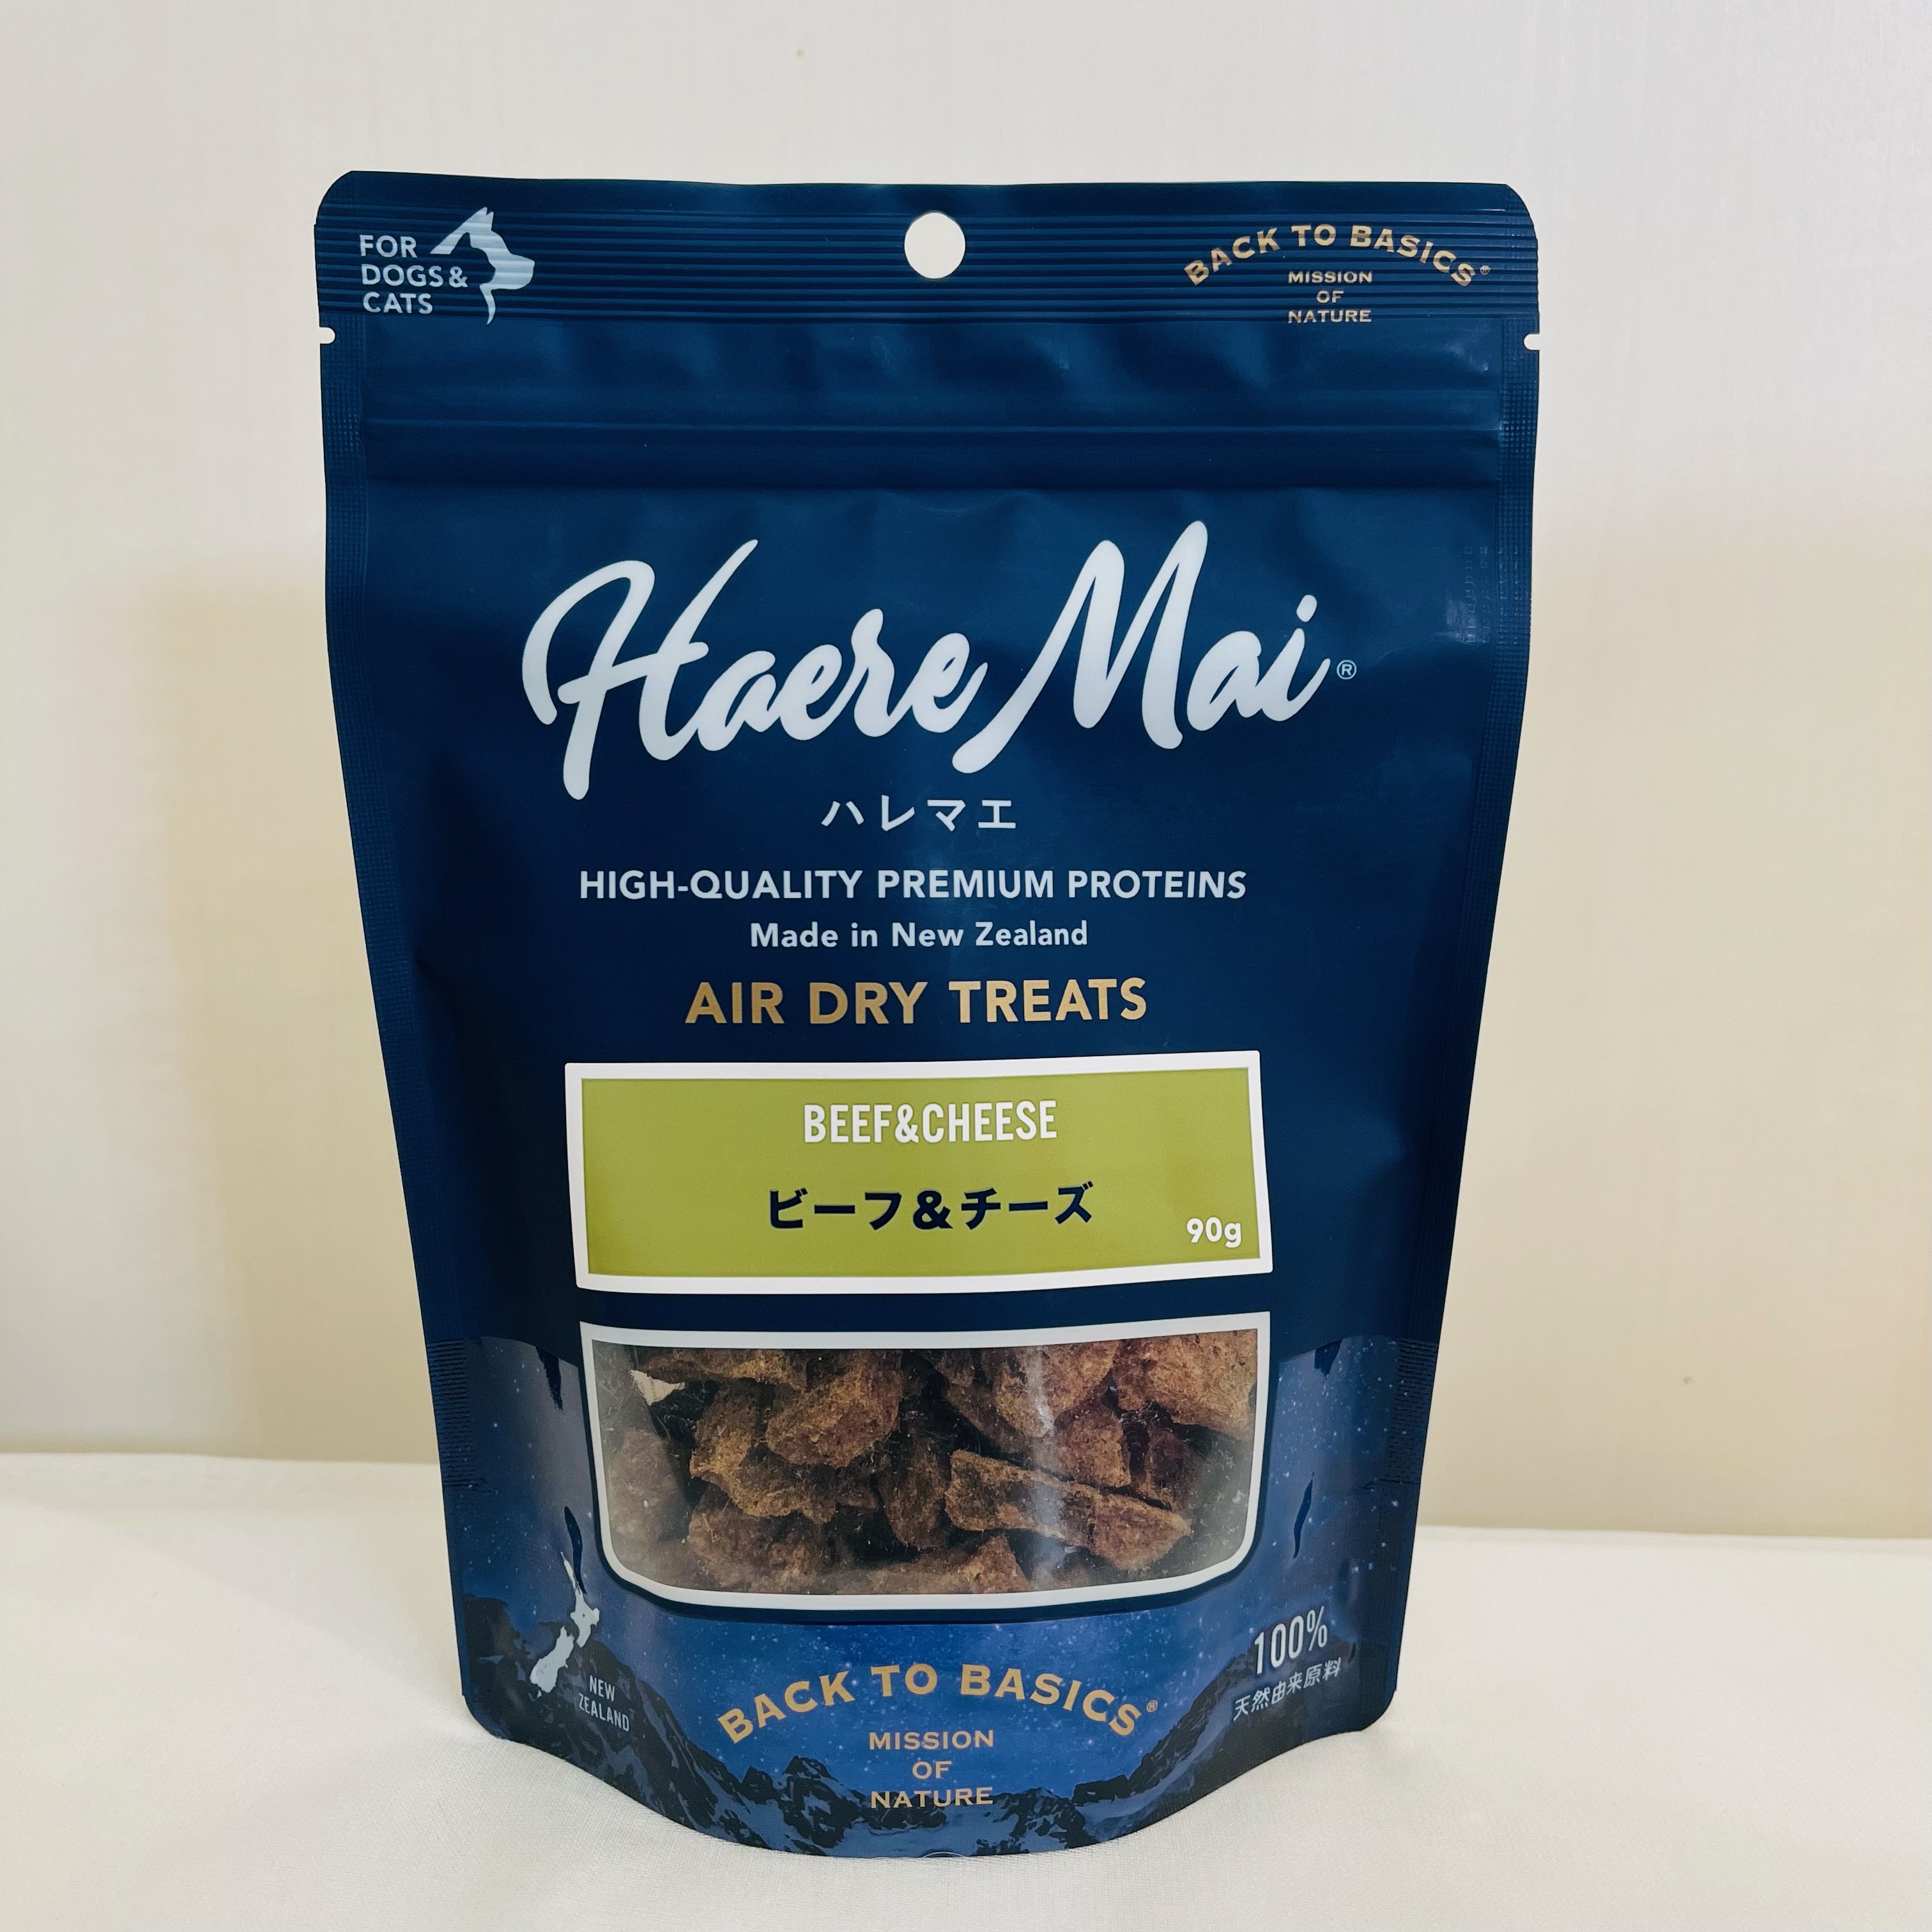 FOR
DOGS&
CATS
BACK TO BASICS®
MISSION
OF
NATURE
Haere Mai®
ハレマエ
HIGH-QUALITY PREMIUM PROTEINS
Made in New Zealand
AIR DRY TREATS
BEEF&CHEESE
ビーフ&チーズ
90g
NEW
ZEALAND
100%
天然由来原料
BACK TO BASICS®
MISSION
OF
NATURE